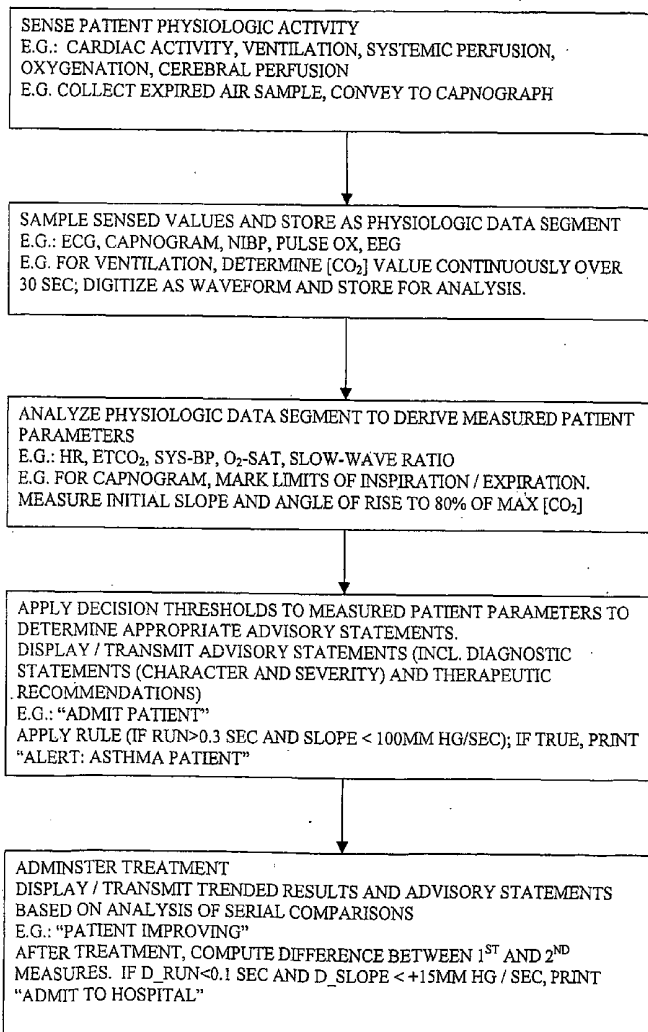 SENSE PATIENT PHYSIOLOGIC ACTIVITY
E.G.: CARDIAC ACTIVITY, VENTILATION, SYSTEMIC PERFUSION,
OXYGENATION, CEREBRAL PERFUSION
E.G. COLLECT EXPIRED AIR SAMPLE, CONVEY TO CAPNOGRAPH
SAMPLE SENSED VALUES AND STORE AS PHYSIOLOGIC DATA SEGMENT
E.G.: ECG, CAPNOGRAM, NIBP, PULSE OX, EEG
E.G. FOR VENTILATION, DETERMINE [CO₂] VALUE CONTINUOUSLY OVER
30 SEC; DIGITIZE AS WAVEFORM AND STORE FOR ANALYSIS.
ANALYZE PHYSIOLOGIC DATA SEGMENT TO DERIVE MEASURED PATIENT
PARAMETERS
E.G.: HR, ETCO₂, SYS-BP, O₂-SAT, SLOW-WAVE RATIO
E.G. FOR CAPNOGRAM, MARK LIMITS OF INSPIRATION / EXPIRATION.
MEASURE INITIAL SLOPE AND ANGLE OF RISE TO 80% OF MAX [CO₂]
APPLY DECISION THRESHOLDS TO MEASURED PATIENT PARAMETERS TO
DETERMINE APPROPRIATE ADVISORY STATEMENTS.
DISPLAY / TRANSMIT ADVISORY STATEMENTS (INCL. DIAGNOSTIC
STATEMENTS (CHARACTER AND SEVERITY) AND THERAPEUTIC
RECOMMENDATIONS)
E.G.: "ADMIT PATIENT"
APPLY RULE (IF RUN>0.3 SEC AND SLOPE < 100MM HG/SEC); IF TRUE, PRINT
"ALERT: ASTHMA PATIENT"
ADMINSTER TREATMENT
DISPLAY / TRANSMIT TRENDED RESULTS AND ADVISORY STATEMENTS
BASED ON ANALYSIS OF SERIAL COMPARISONS
E.G.: "PATIENT IMPROVING"
AFTER TREATMENT, COMPUTE DIFFERENCE BETWEEN 1ST AND 2ND
MEASURES. IF D_RUN<0.1 SEC AND D_SLOPE < +15MM HG / SEC, PRINT
"ADMIT TO HOSPITAL"